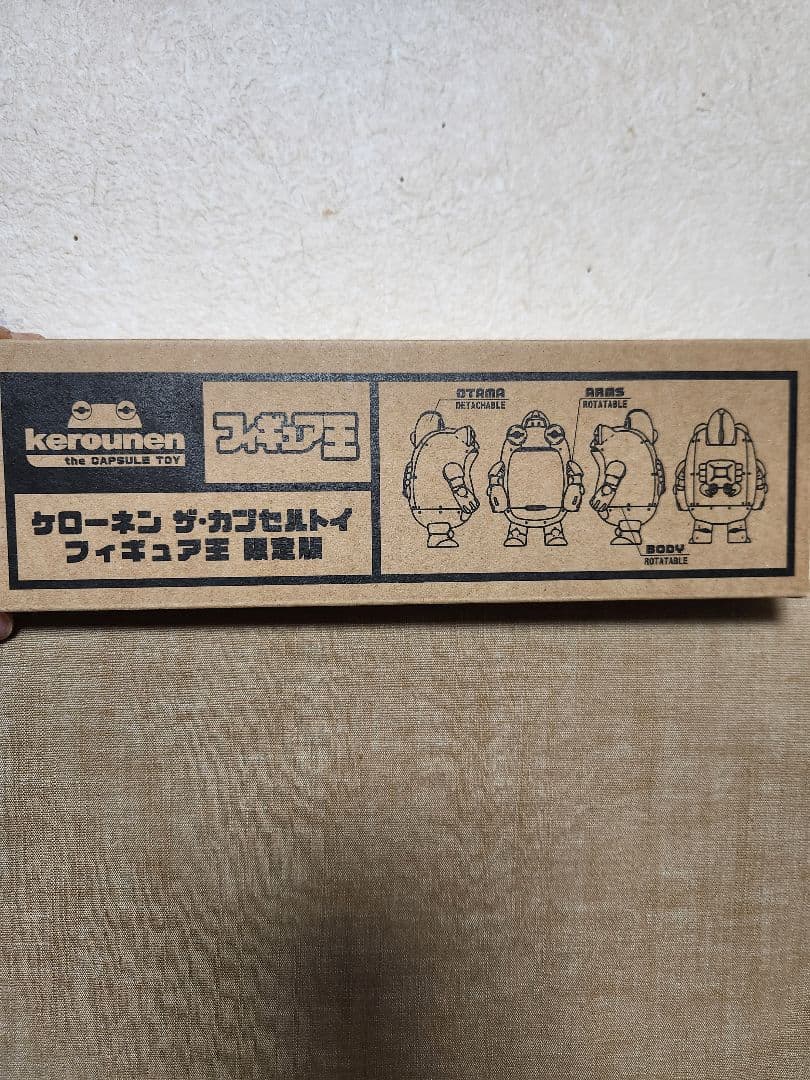 kerounen
the CAPSULE TOY
フィギュア王
ケローネン ザ・カプセルトイ
フィギュア王 限定版
OTAMA
DETACHABLE
ARMS
ROTATABLE
BODY
ROTATABLE